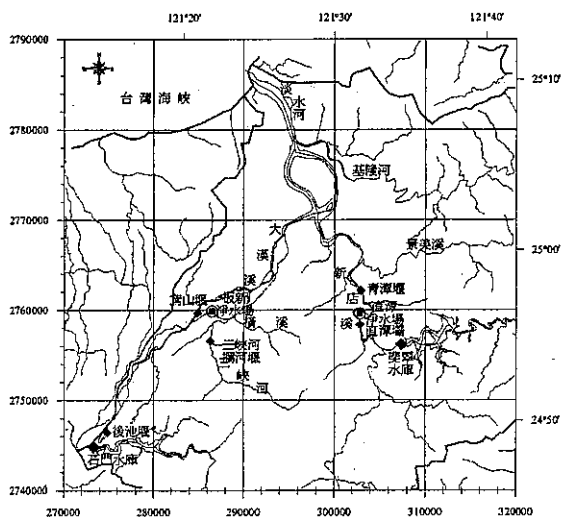 121°20'
121°30'
121°40'
2790000
2780000
2770000
2760000
2750000
2740000
25°10'
25°00'
24°50'
台灣海峽
淡水河
基隆河
大漢溪
景美溪
新店溪
青潭堰
直潭淨水場
直潭壩
翡翠水庫
鳶山堰
板新淨水場
橫溪
三峽河攔河堰
三峽河
後池堰
石門水庫
270000
280000
290000
300000
310000
320000